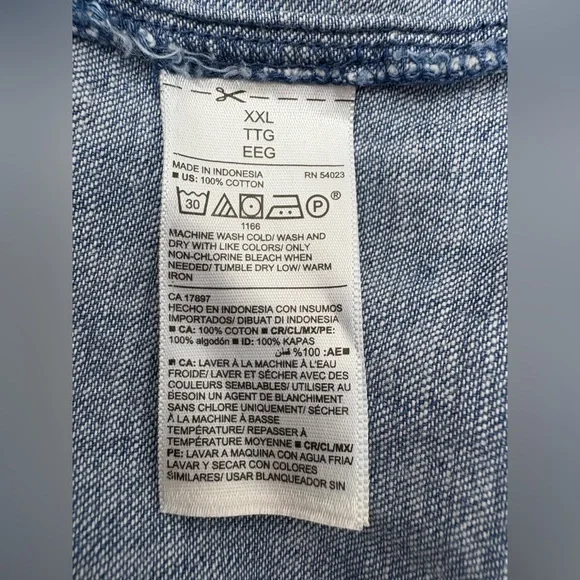 XXL
TTG
EEG
MADE IN INDONESIA RN 54023
■ US: 100% COTTON
30 P ®
1166
MACHINE WASH COLD/ WASH AND
DRY WITH LIKE COLORS/ ONLY
NON-CHLORINE BLEACH WHEN
NEEDED/ TUMBLE DRY LOW/ WARM
IRON
CA 17897
HECHO EN INDONESIA CON INSUMOS
IMPORTADOS/ DIBUAT DI INDONESIA
■ CA: 100% COTON ■ CR/CL/MX/PE:
100% algodón ■ ID: 100% KAPAS
■AE: 100% قطن
■ CA: LAVER À LA MACHINE À L'EAU
FROIDE/ LAVER ET SÉCHER AVEC DES
COULEURS SEMBLABLES/ UTILISER AU
BESOIN UN AGENT DE BLANCHIMENT
SANS CHLORE UNIQUEMENT/ SÉCHER
À LA MACHINE À BASSE
TEMPÉRATURE/ REPASSER À
TEMPÉRATURE MOYENNE ■ CR/CL/MX/
PE: LAVAR A MAQUINA CON AGUA FRIA/
LAVAR Y SECAR CON COLORES
SIMILARES/ USAR BLANQUEADOR SIN